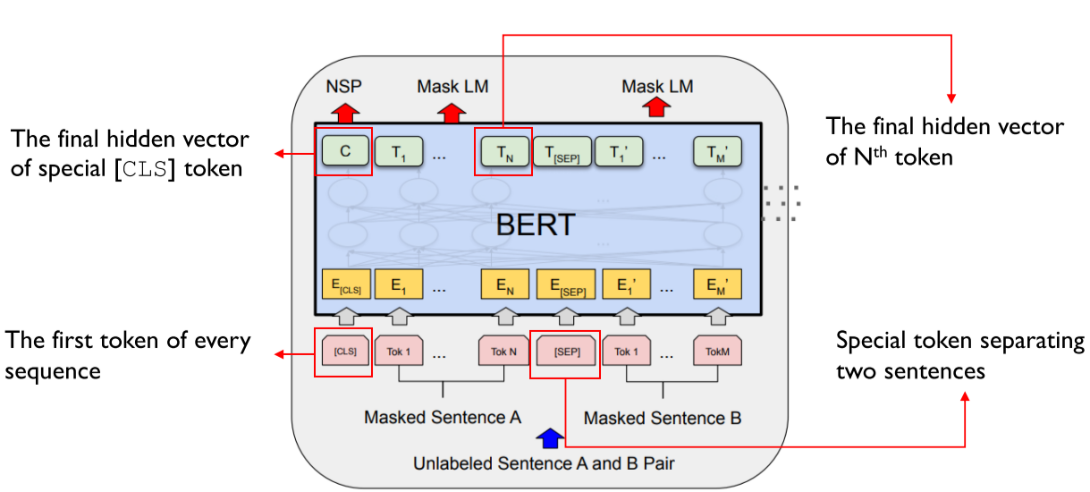 NSP Mask LM Mask LM
The final hidden vector
of special [CLS] token
The final hidden vector
of Nth token
C T1 ... TN T[SEP] T1' ... TM'
...
BERT
...
E[CLS] E1 ... EN E[SEP] E1' ... EM'
The first token of every
sequence
[CLS] Tok 1 ... Tok N [SEP] Tok 1 ... TokM
Special token separating
two sentences
Masked Sentence A Masked Sentence B
Unlabeled Sentence A and B Pair